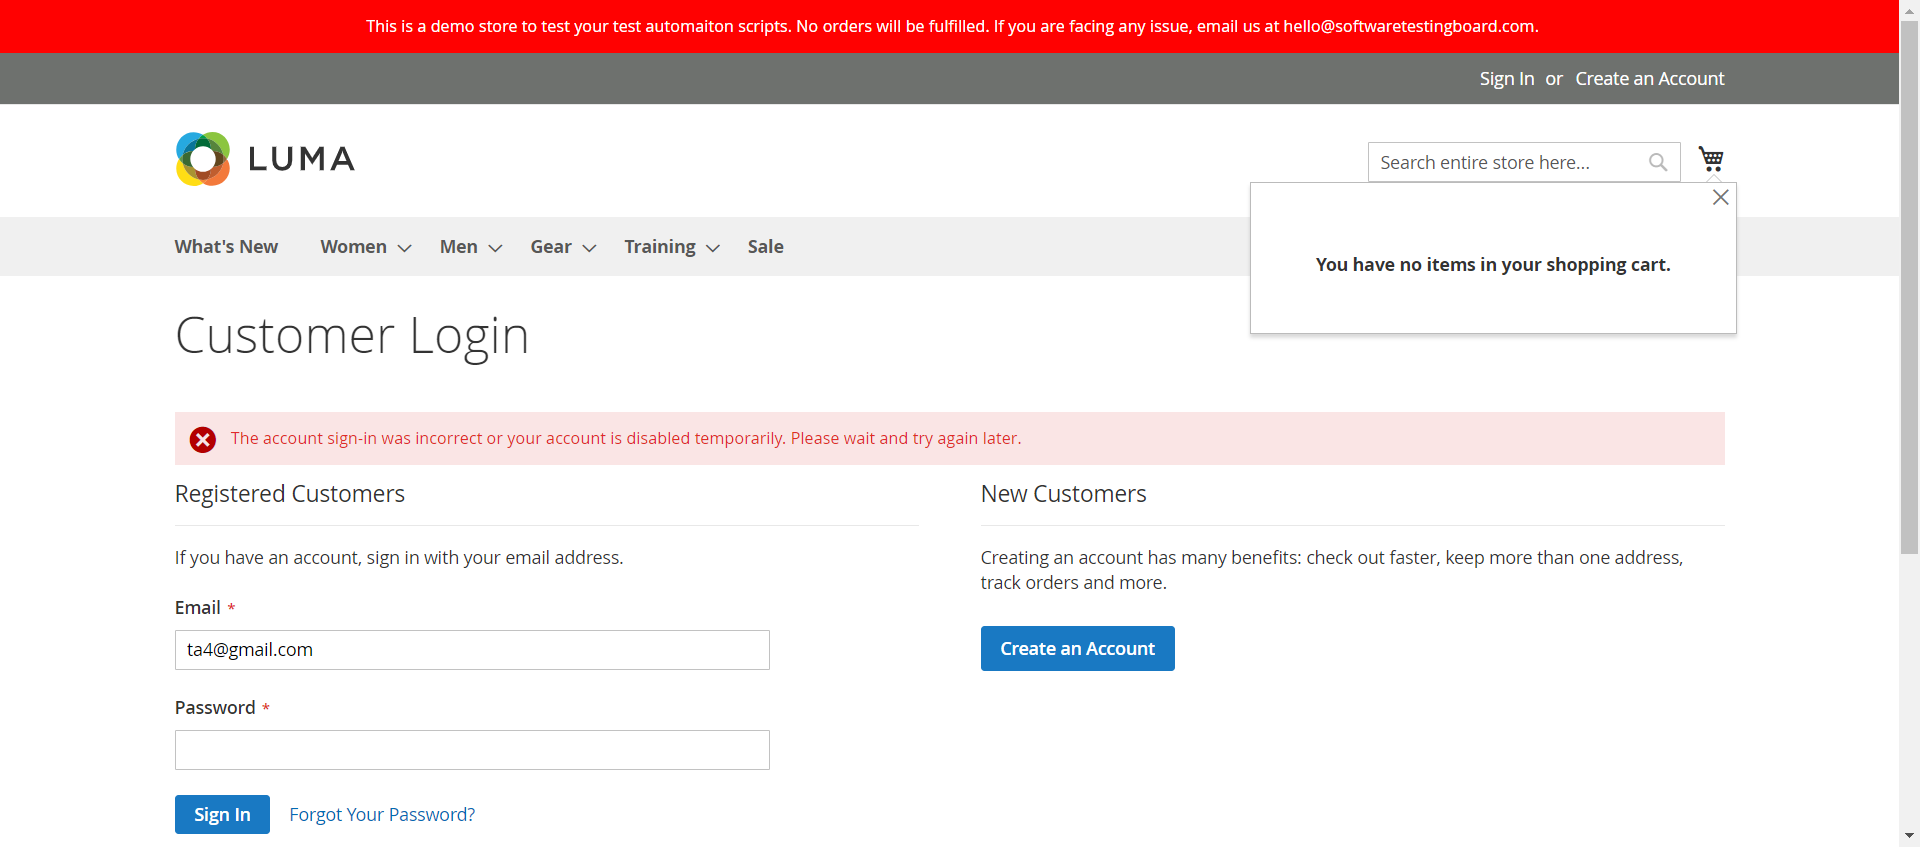 This is a demo store to test your test automaiton scripts. No orders will be fulfilled. If you are facing any issue, email us at hello@softwaretestingboard.com.
Sign In or Create an Account
LUMA
Search entire store here...
What's New Women Men Gear Training Sale
You have no items in your shopping cart.
Customer Login
The account sign-in was incorrect or your account is disabled temporarily. Please wait and try again later.
Registered Customers
If you have an account, sign in with your email address.
Email *
ta4@gmail.com
Password *
Sign In Forgot Your Password?
New Customers
Creating an account has many benefits: check out faster, keep more than one address,
track orders and more.
Create an Account